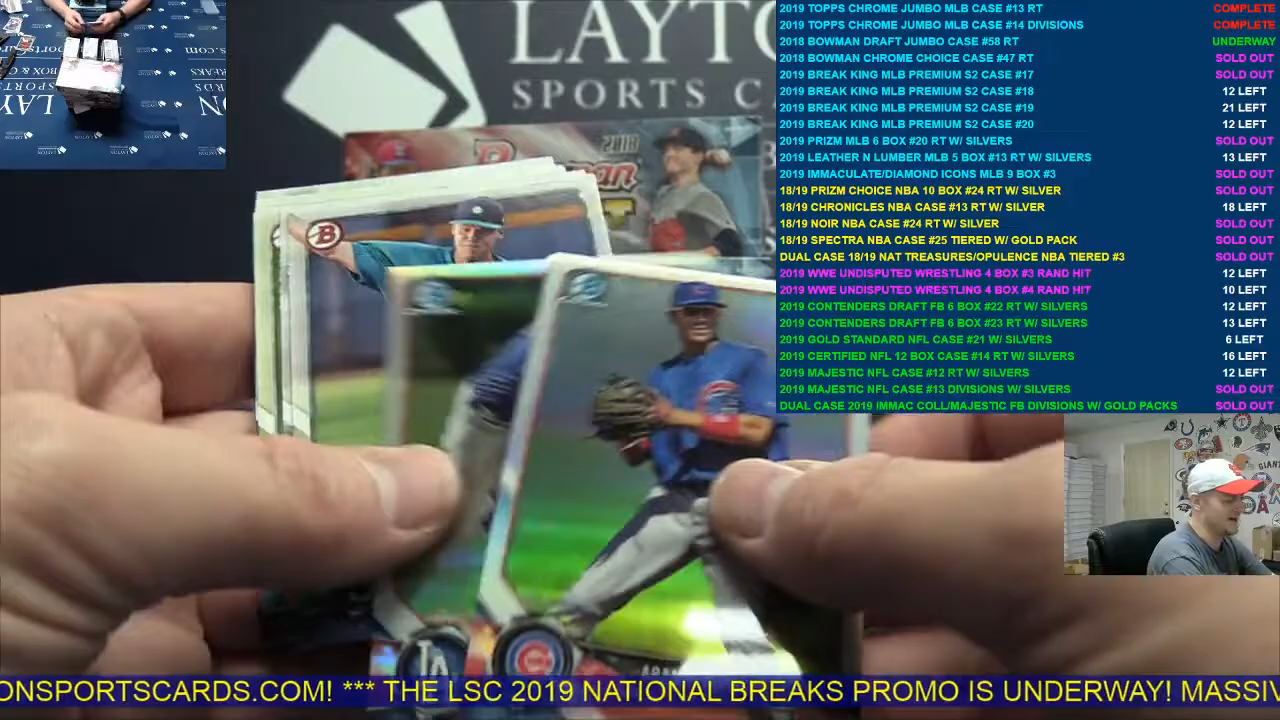 LAYTO
SPORTS C
2018
Bowman
B
LA
C
2019 TOPPS CHROME JUMBO MLB CASE #13 RT COMPLETE
2019 TOPPS CHROME JUMBO MLB CASE #14 DIVISIONS COMPLETE
2018 BOWMAN DRAFT JUMBO CASE #58 RT UNDERWAY
2018 BOWMAN CHROME CHOICE CASE #47 RT SOLD OUT
2019 BREAK KING MLB PREMIUM S2 CASE #17 SOLD OUT
2019 BREAK KING MLB PREMIUM S2 CASE #18 12 LEFT
2019 BREAK KING MLB PREMIUM S2 CASE #19 21 LEFT
2019 BREAK KING MLB PREMIUM S2 CASE #20 12 LEFT
2019 PRIZM MLB 6 BOX #20 RT W/ SILVERS SOLD OUT
2019 LEATHER N LUMBER MLB 5 BOX #13 RT W/ SILVERS 13 LEFT
2019 IMMACULATE/DIAMOND ICONS MLB 9 BOX #3 SOLD OUT
18/19 PRIZM CHOICE NBA 10 BOX #24 RT W/ SILVER SOLD OUT
18/19 CHRONICLES NBA CASE #13 RT W/ SILVER 18 LEFT
18/19 NOIR NBA CASE #24 RT W/ SILVER SOLD OUT
18/19 SPECTRA NBA CASE #25 TIERED W/ GOLD PACK SOLD OUT
DUAL CASE 18/19 NAT TREASURES/OPULENCE NBA TIERED #3 SOLD OUT
2019 WWE UNDISPUTED WRESTLING 4 BOX #3 RAND HIT 12 LEFT
2019 WWE UNDISPUTED WRESTLING 4 BOX #4 RAND HIT 10 LEFT
2019 CONTENDERS DRAFT FB 6 BOX #22 RT W/ SILVERS 12 LEFT
2019 CONTENDERS DRAFT FB 6 BOX #23 RT W/ SILVERS 13 LEFT
2019 GOLD STANDARD NFL CASE #21 W/ SILVERS 6 LEFT
2019 CERTIFIED NFL 12 BOX CASE #14 RT W/ SILVERS 16 LEFT
2019 MAJESTIC NFL CASE #12 RT W/ SILVERS 12 LEFT
2019 MAJESTIC NFL CASE #13 DIVISIONS W/ SILVERS SOLD OUT
DUAL CASE 2019 IMMAC COLL/MAJESTIC FB DIVISIONS W/ GOLD PACKS SOLD OUT
ONSPORTSCARDS.COM! *** THE LSC 2019 NATIONAL BREAKS PROMO IS UNDERWAY! MASSIV